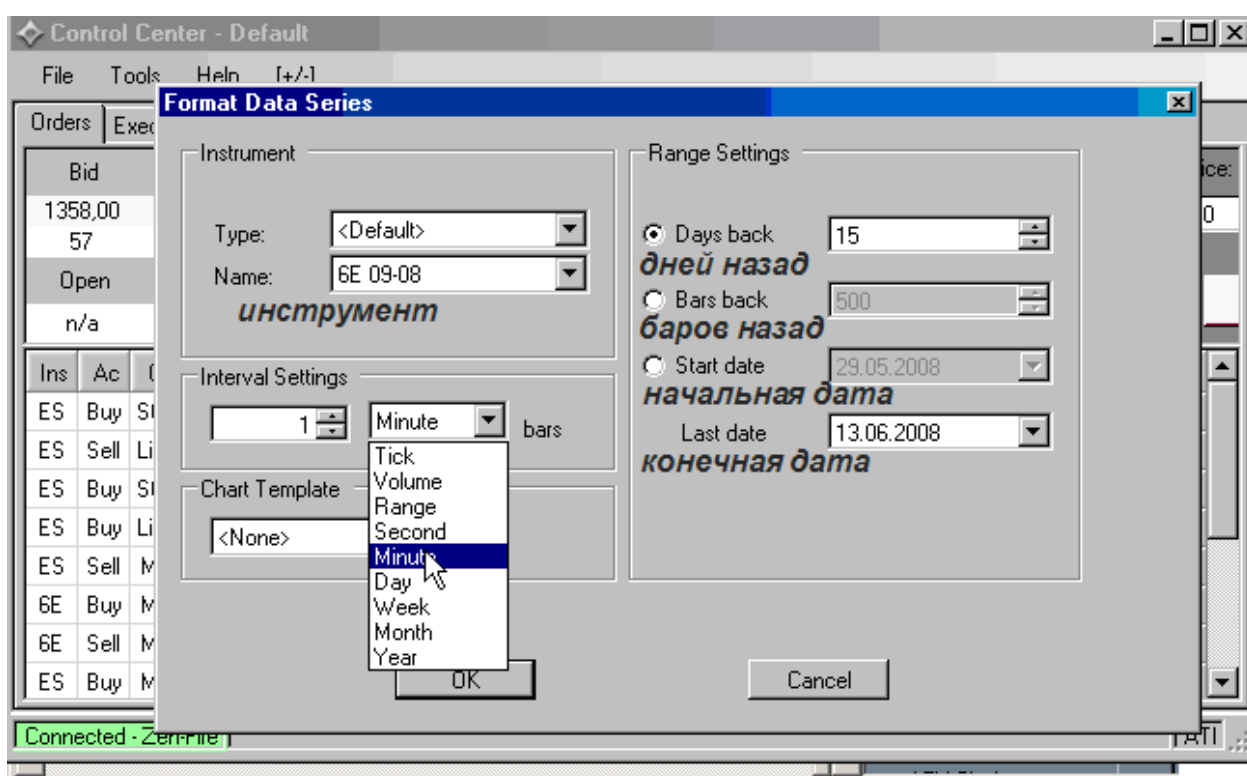 Control Center - Default
File Tools Help [+/-]
Format Data Series
Orders
Instrument
Range Settings
Bid
1358,00
57
Type: <Default>
Days back 15
дней назад
Open
Name: 6E 09-08
инструмент
Bars back 500
баров назад
n/a
Start date 29.05.2008
начальная дата
Ins Ac
Interval Settings
1 Minute bars
Last date 13.06.2008
конечная дата
Tick
Volume
Range
Second
Minute
Day
Week
Month
Year
Chart Template
<None>
ES Buy
ES Sell
ES Buy
ES Buy
ES Sell
6E Buy
6E Sell
ES Buy
OK Cancel
Connected -
ATI